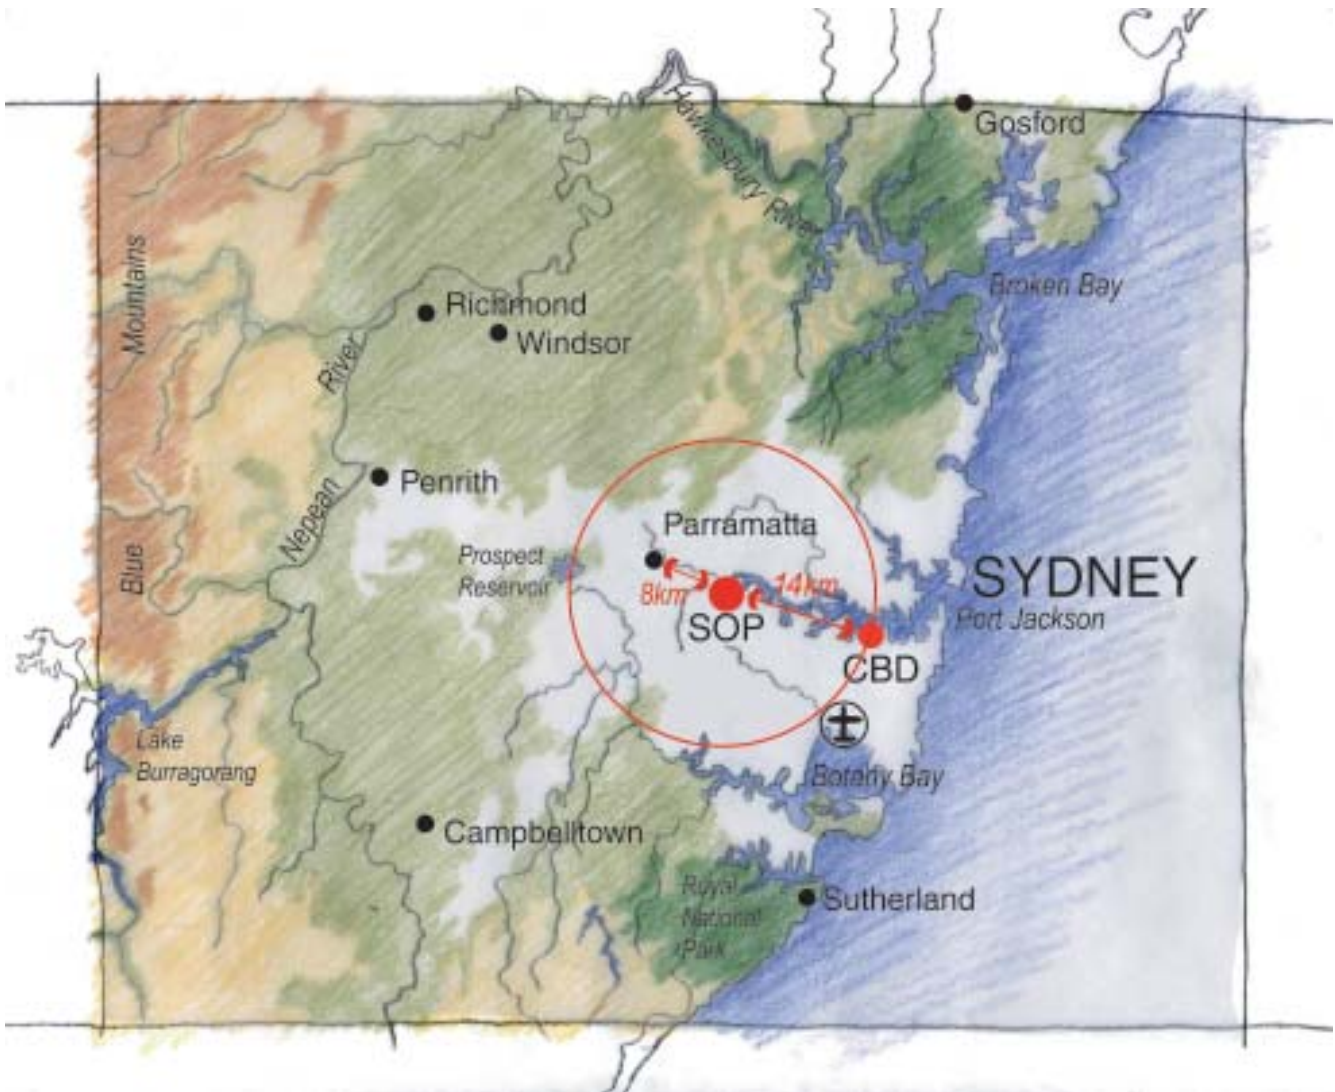 Gosford
Hawkesbury River
Broken Bay
Mountains
Blue
Richmond
Windsor
River
Nepean
Penrith
Parramatta
Prospect
Reservoir
8km
14km
SOP
CBD
SYDNEY
Port Jackson
Lake
Burragorang
Botany Bay
Campbelltown
Royal
National
Park
Sutherland